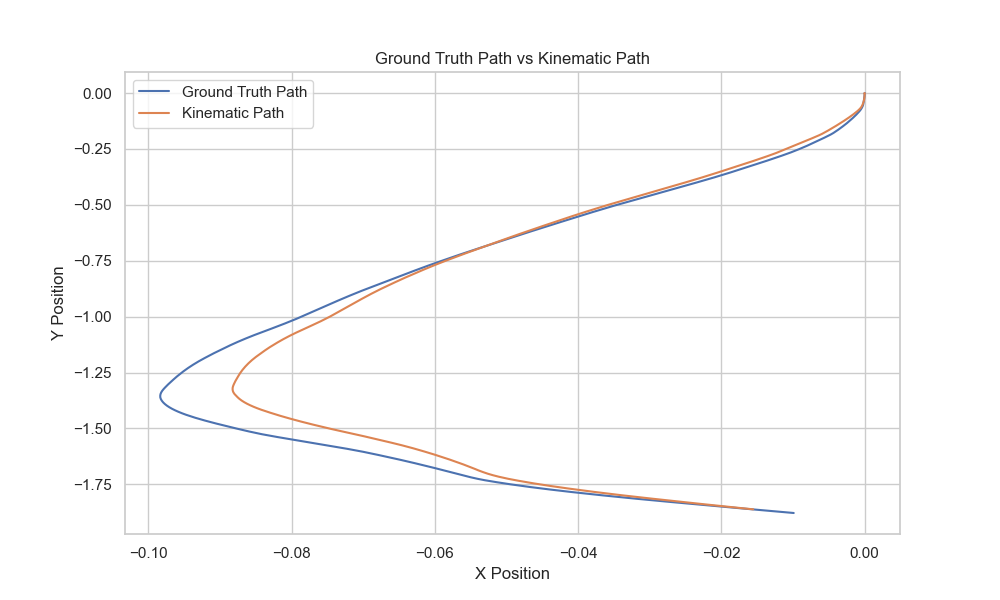 Ground Truth Path vs Kinematic Path
Ground Truth Path
Kinematic Path
0.00
−0.25
−0.50
−0.75
−1.00
−1.25
−1.50
−1.75
Y Position
−0.10
−0.08
−0.06
−0.04
−0.02
0.00
X Position